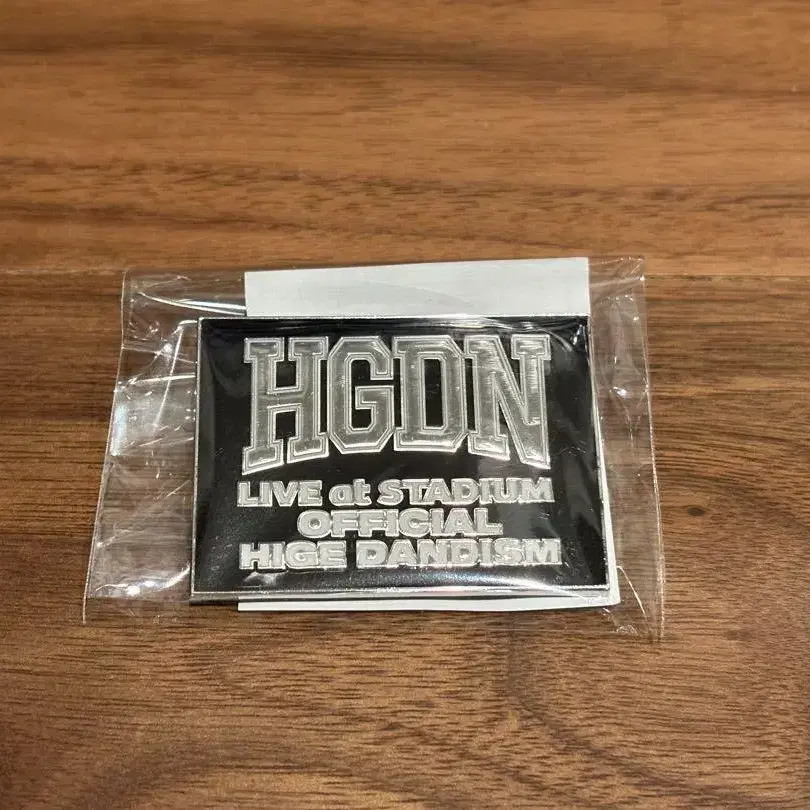 HGDN
LIVE at STADIUM
OFFICIAL
HIGE DANDISM